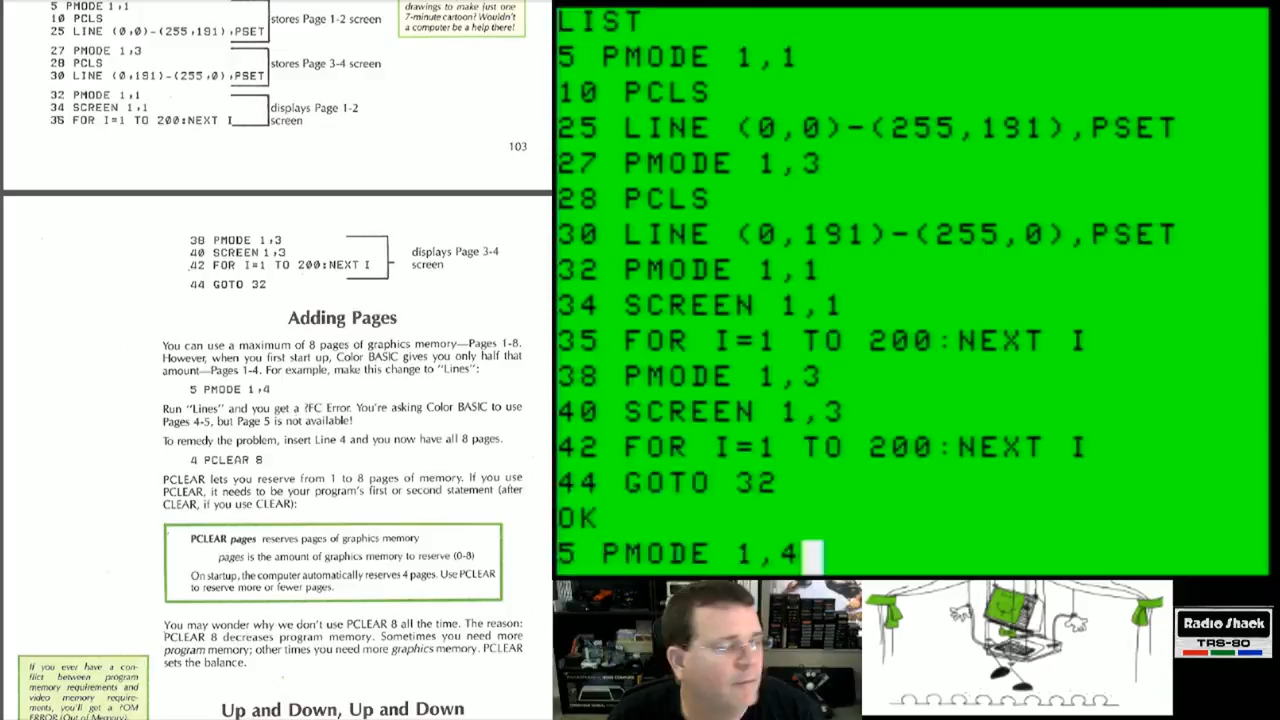 5 PMODE 1,1
10 PCLS
25 LINE (0,0)-(255,191),PSET
stores Page 1-2 screen
27 PMODE 1,3
28 PCLS
30 LINE (0,191)-(255,0),PSET
stores Page 3-4 screen
32 PMODE 1,1
34 SCREEN 1,1
35 FOR I=1 TO 200:NEXT I
displays Page 1-2
screen
drawings to make just one
7-minute cartoon? Wouldn't
a computer be a help there!
103
38 PMODE 1,3
40 SCREEN 1,3
42 FOR I=1 TO 200:NEXT I
displays Page 3-4
screen
44 GOTO 32
Adding Pages
You can use a maximum of 8 pages of graphics memory—Pages 1-8.
However, when you first start up, Color BASIC gives you only half that
amount—Pages 1-4. For example, make this change to "Lines":
5 PMODE 1,4
Run "Lines" and you get a ?FC Error. You're asking Color BASIC to use
Pages 4-5, but Page 5 is not available!
To remedy the problem, insert Line 4 and you now have all 8 pages.
4 PCLEAR 8
PCLEAR lets you reserve from 1 to 8 pages of memory. If you use
PCLEAR, it needs to be your program's first or second statement (after
CLEAR, if you use CLEAR):
PCLEAR pages reserves pages of graphics memory
pages is the amount of graphics memory to reserve (0-8)
On startup, the computer automatically reserves 4 pages. Use PCLEAR
to reserve more or fewer pages.
You may wonder why we don't use PCLEAR 8 all the time. The reason:
PCLEAR 8 decreases program memory. Sometimes you need more
program memory; other times you need more graphics memory. PCLEAR
sets the balance.
If you ever have a con-
flict between program
memory requirements and
video memory require-
ments, you'll get a ?OM
ERROR (Out of Memory)
Up and Down, Up and Down
LIST
5 PMODE 1,1
10 PCLS
25 LINE (0,0)-(255,191),PSET
27 PMODE 1,3
28 PCLS
30 LINE (0,191)-(255,0),PSET
32 PMODE 1,1
34 SCREEN 1,1
35 FOR I=1 TO 200:NEXT I
38 PMODE 1,3
40 SCREEN 1,3
42 FOR I=1 TO 200:NEXT I
44 GOTO 32
OK
5 PMODE 1,4
Radio Shack
TRS-80